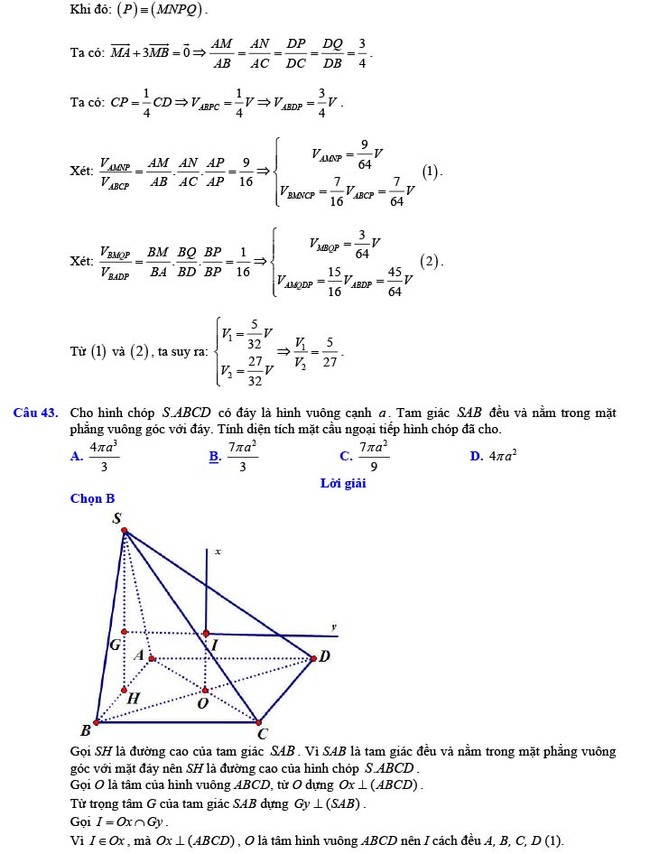 Khi đó: (P) ≡ (MNPQ).
Ta có: \overrightarrow{MA} + 3\overrightarrow{MB} = \vec{0} ⇒ \frac{AM}{AB} = \frac{AN}{AC} = \frac{DP}{DC} = \frac{DQ}{DB} = \frac{3}{4}.
Ta có: CP = \frac{1}{4}CD ⇒ V_{ABPC} = \frac{1}{4}V ⇒ V_{ABDP} = \frac{3}{4}V.
Xét: \frac{V_{AMNP}}{V_{ABCP}} = \frac{AM}{AB}.\frac{AN}{AC}.\frac{AP}{AP} = \frac{9}{16} ⇒ \begin{cases} V_{AMNP} = \frac{9}{64}V \\ V_{BMNCP} = \frac{7}{16}V_{ABCP} = \frac{7}{64}V \end{cases} (1).
Xét: \frac{V_{BMQP}}{V_{BADP}} = \frac{BM}{BA}.\frac{BQ}{BD}.\frac{BP}{BP} = \frac{1}{16} ⇒ \begin{cases} V_{MBQP} = \frac{3}{64}V \\ V_{AMQDP} = \frac{15}{16}V_{ABDP} = \frac{45}{64}V \end{cases} (2).
Từ (1) và (2), ta suy ra: \begin{cases} V_1 = \frac{5}{32}V \\ V_2 = \frac{27}{32}V \end{cases} ⇒ \frac{V_1}{V_2} = \frac{5}{27}.
Câu 43. Cho hình chóp S.ABCD có đáy là hình vuông cạnh a. Tam giác SAB đều và nằm trong mặt
phẳng vuông góc với đáy. Tính diện tích mặt cầu ngoại tiếp hình chóp đã cho.
A. \frac{4πa^3}{3} B. \frac{7πa^2}{3} C. \frac{7πa^2}{9} D. 4πa^2
Lời giải
Chọn B
S
x
y
G A I D
H O
B C
Gọi SH là đường cao của tam giác SAB. Vì SAB là tam giác đều và nằm trong mặt phẳng vuông
góc với mặt đáy nên SH là đường cao của hình chóp S.ABCD.
Gọi O là tâm của hình vuông ABCD, từ O dựng Ox ⊥ (ABCD).
Từ trọng tâm G của tam giác SAB dựng Gy ⊥ (SAB).
Gọi I = Ox ∩ Gy.
Vì I ∈ Ox, mà Ox ⊥ (ABCD), O là tâm hình vuông ABCD nên I cách đều A, B, C, D (1).